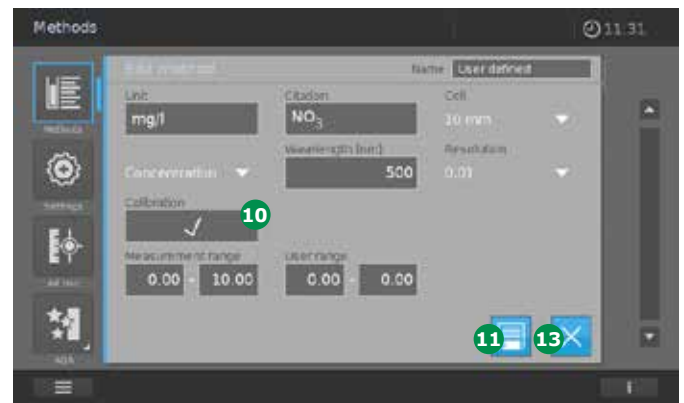 Methods
11:31
Edit method
Name
User defined
Unit
Citation
Cell
mg/l
NO3
10 mm
Methods
Wavelength [nm]
Resolution
Concentration
500
0.01
Settings
Calibration
10
Measurement range
User range
0.00 - 10.00
0.00 - 0.00
11
13
AQA
i